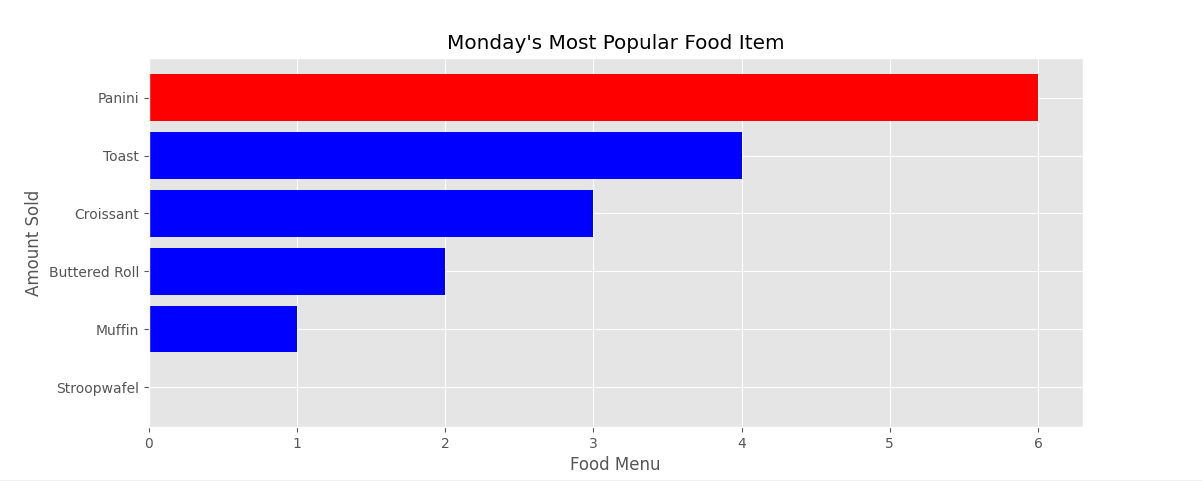 Monday's Most Popular Food Item
Amount Sold
Panini
Toast
Croissant
Buttered Roll
Muffin
Stroopwafel
0 1 2 3 4 5 6
Food Menu